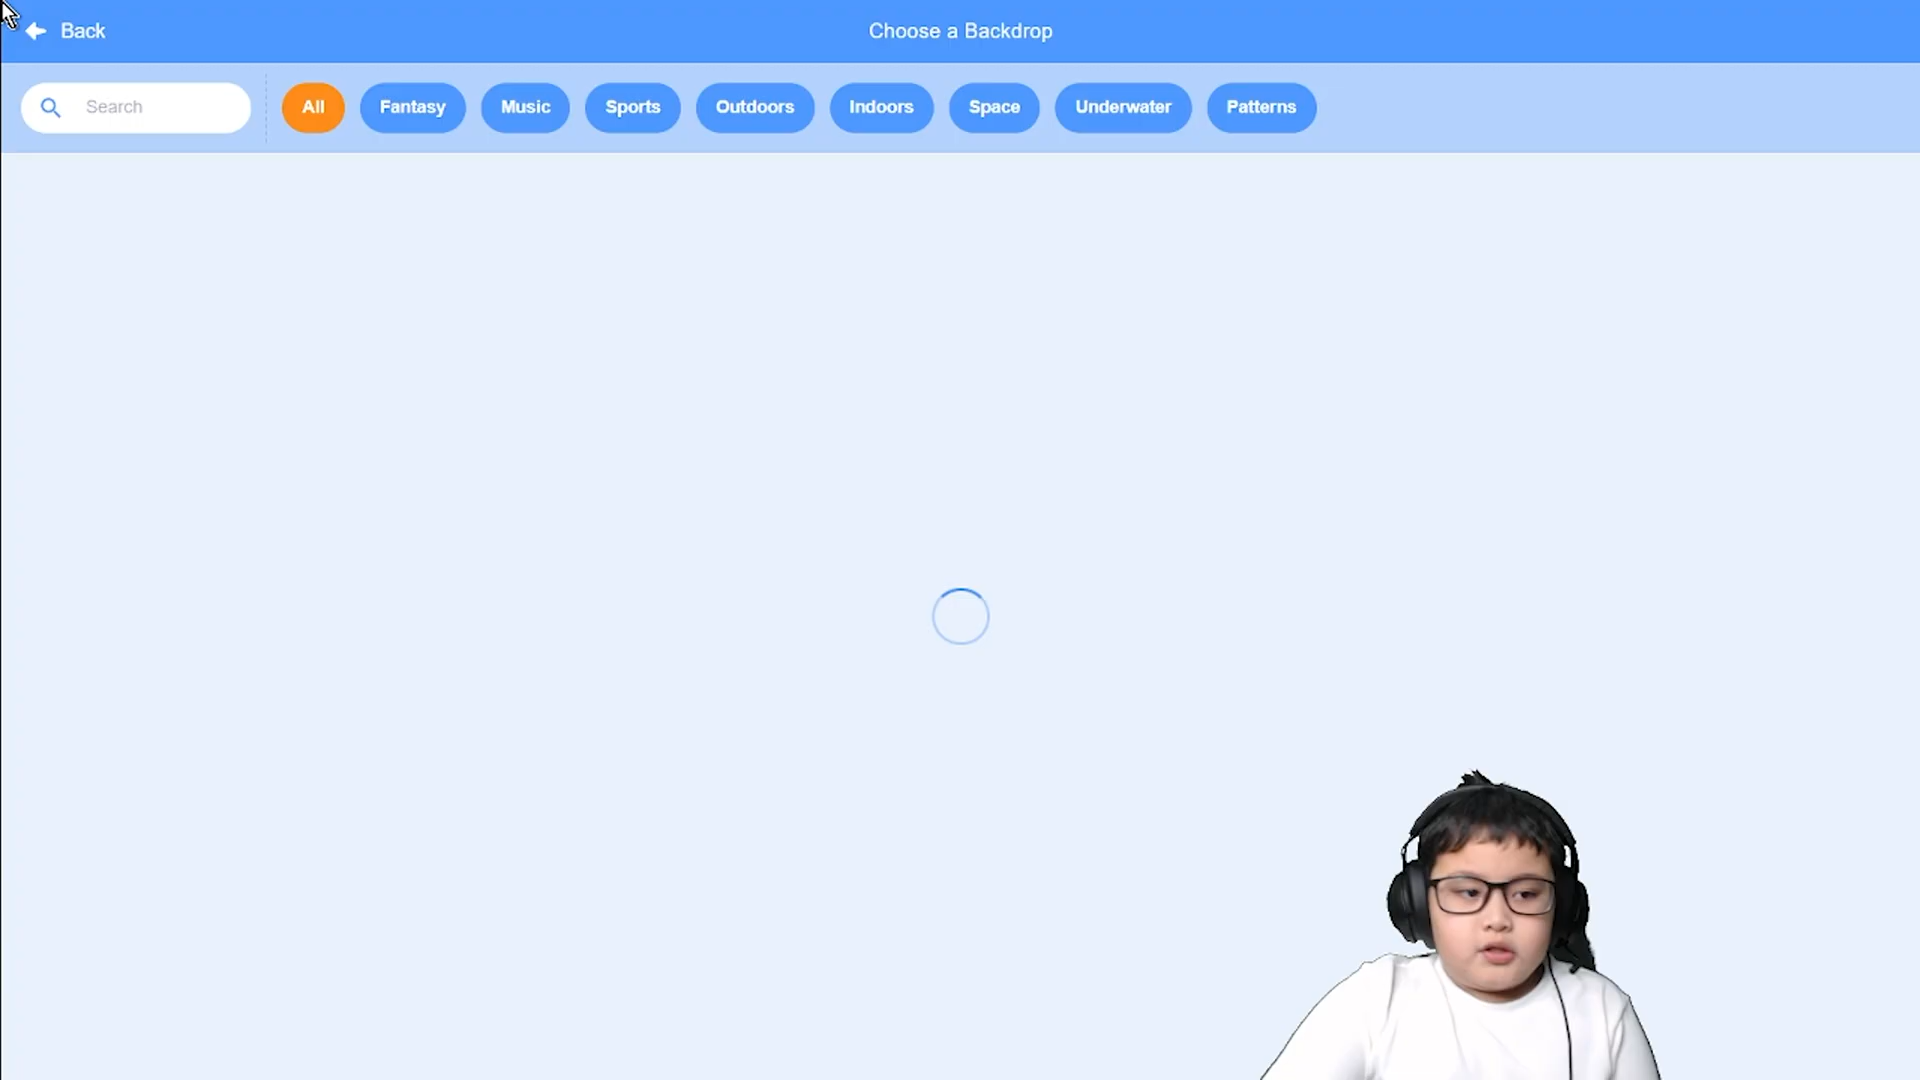 Back
Choose a Backdrop
Search
All
Fantasy
Music
Sports
Outdoors
Indoors
Space
Underwater
Patterns